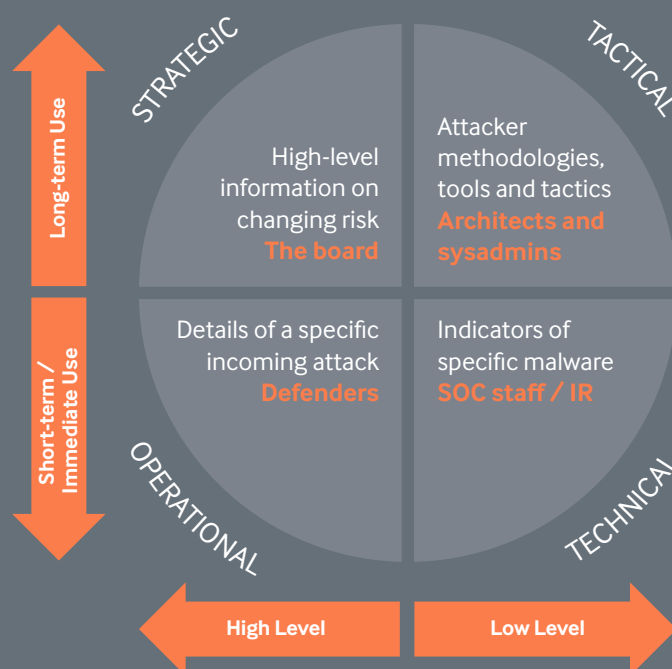 STRATEGIC
TACTICAL
Long-term Use
High-level
information on
changing risk
The board
Attacker
methodologies,
tools and tactics
Architects and
sysadmins
Short-term /
Immediate Use
Details of a specific
incoming attack
Defenders
Indicators of
specific malware
SOC staff / IR
OPERATIONAL
TECHNICAL
High Level
Low Level